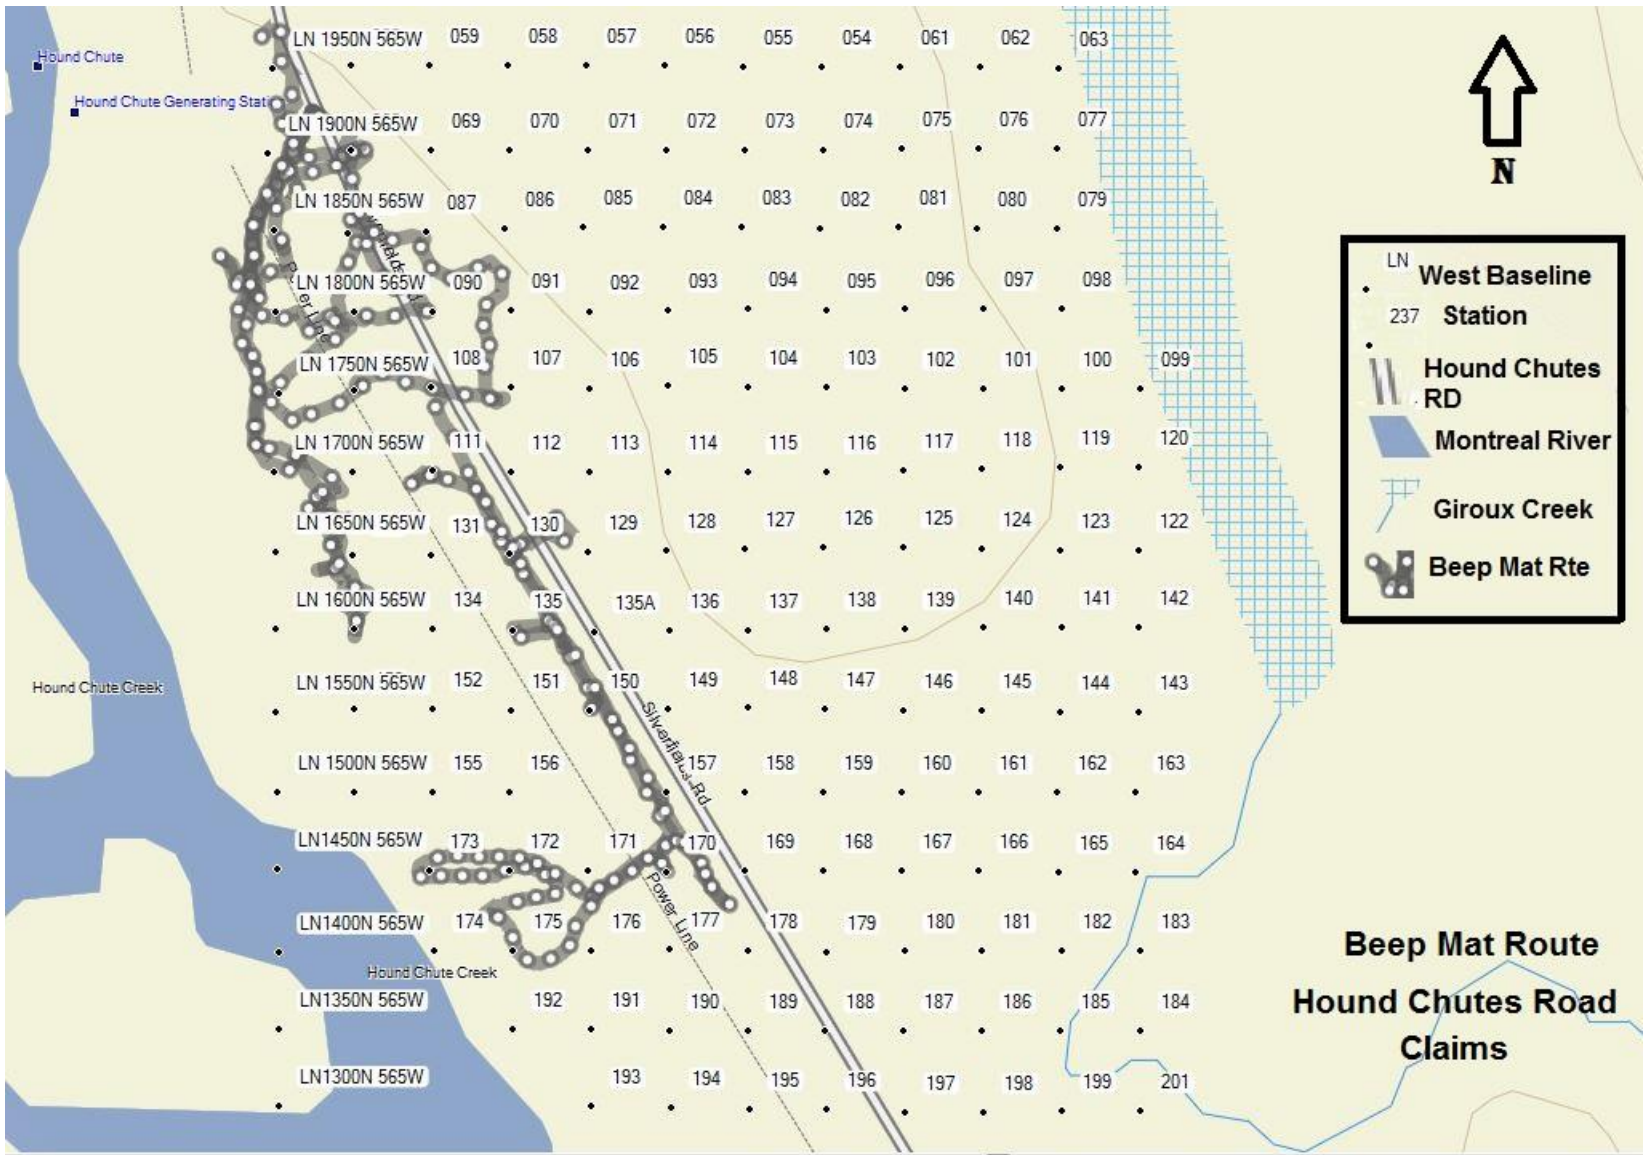 LN 1950N 565W 059 058 057 056 055 054 061 062 063
Hound Chute
Hound Chute Generating Stati
LN 1900N 565W 069 070 071 072 073 074 075 076 077
N
LN 1850N 565W 087 086 085 084 083 082 081 080 079
LN 1800N 565W 090 091 092 093 094 095 096 097 098
Power Line
LN 1750N 565W 108 107 106 105 104 103 102 101 100 099
LN 1700N 565W 111 112 113 114 115 116 117 118 119 120
LN 1650N 565W 131 130 129 128 127 126 125 124 123 122
LN 1600N 565W 134 135 135A 136 137 138 139 140 141 142
Hound Chute Creek
LN 1550N 565W 152 151 150 149 148 147 146 145 144 143
Silverfields Rd
LN 1500N 565W 155 156 157 158 159 160 161 162 163
LN1450N 565W 173 172 171 170 169 168 167 166 165 164
Power Line
LN1400N 565W 174 175 176 177 178 179 180 181 182 183
Hound Chute Creek
LN1350N 565W 192 191 190 189 188 187 186 185 184
LN1300N 565W 193 194 195 196 197 198 199 201
LN West Baseline
237 Station
Hound Chutes
RD
Montreal River
Giroux Creek
Beep Mat Rte
Beep Mat Route
Hound Chutes Road
Claims